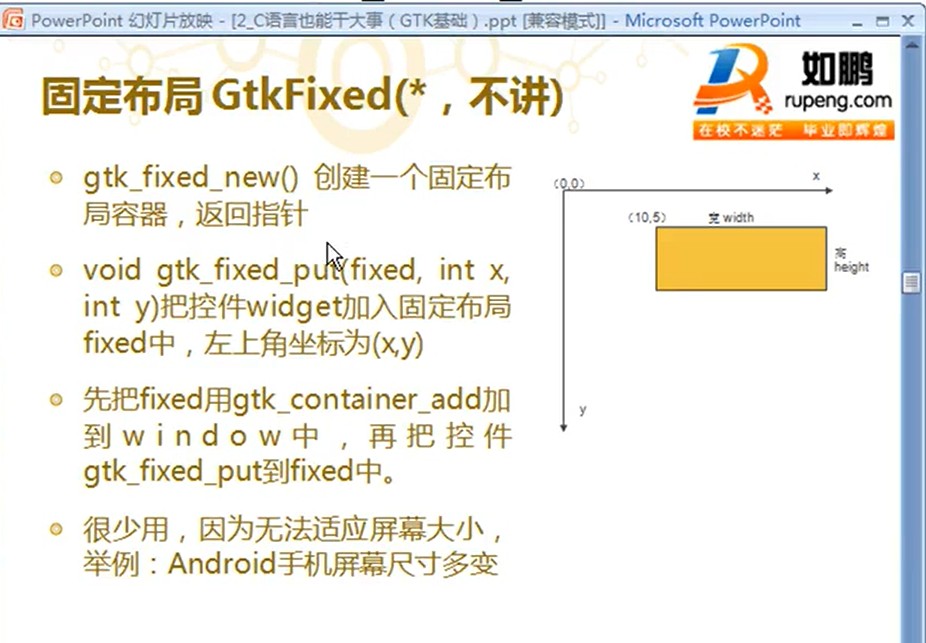 PowerPoint 幻灯片放映 - [2_C语言也能干大事（GTK基础）.ppt [兼容模式]] - Microsoft PowerPoint
固定布局 GtkFixed(*，不讲)
如鹏
rupeng.com
在校不迷茫 毕业即辉煌
gtk_fixed_new() 创建一个固定布
局容器，返回指针
void gtk_fixed_put(fixed, int x,
int y)把控件widget加入固定布局
fixed中，左上角坐标为(x,y)
先把fixed用gtk_container_add加
到window中，再把控件
gtk_fixed_put到fixed中。
很少用，因为无法适应屏幕大小，
举例：Android手机屏幕尺寸多变
(0,0)
x
（10,5）
宽 width
高
height
y